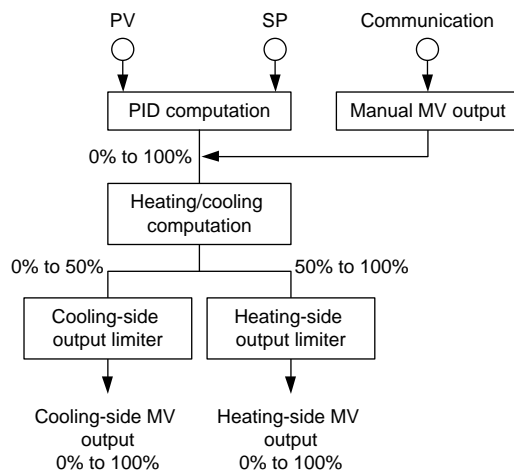 PV
SP
Communication
PID computation
Manual MV output
0% to 100%
Heating/cooling
computation
0% to 50%
50% to 100%
Cooling-side
output limiter
Heating-side
output limiter
Cooling-side MV
output
0% to 100%
Heating-side MV
output
0% to 100%